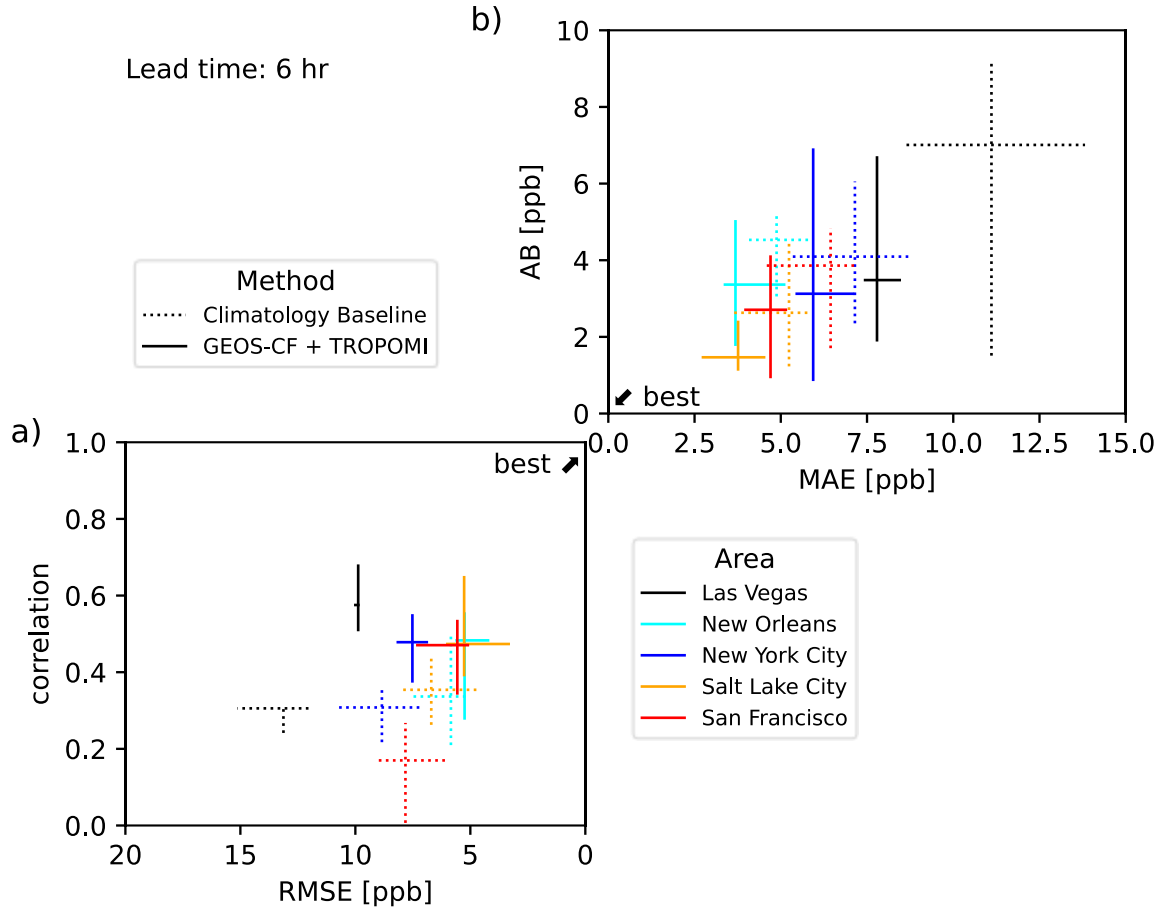 b)
Lead time: 6 hr
10
8
6
4
2
0
AB [ppb]
best
0.0 2.5 5.0 7.5 10.0 12.5 15.0
MAE [ppb]
Method
Climatology Baseline
GEOS-CF + TROPOMI
a)
1.0
0.8
0.6
0.4
0.2
0.0
correlation
best
20 15 10 5 0
RMSE [ppb]
Area
Las Vegas
New Orleans
New York City
Salt Lake City
San Francisco